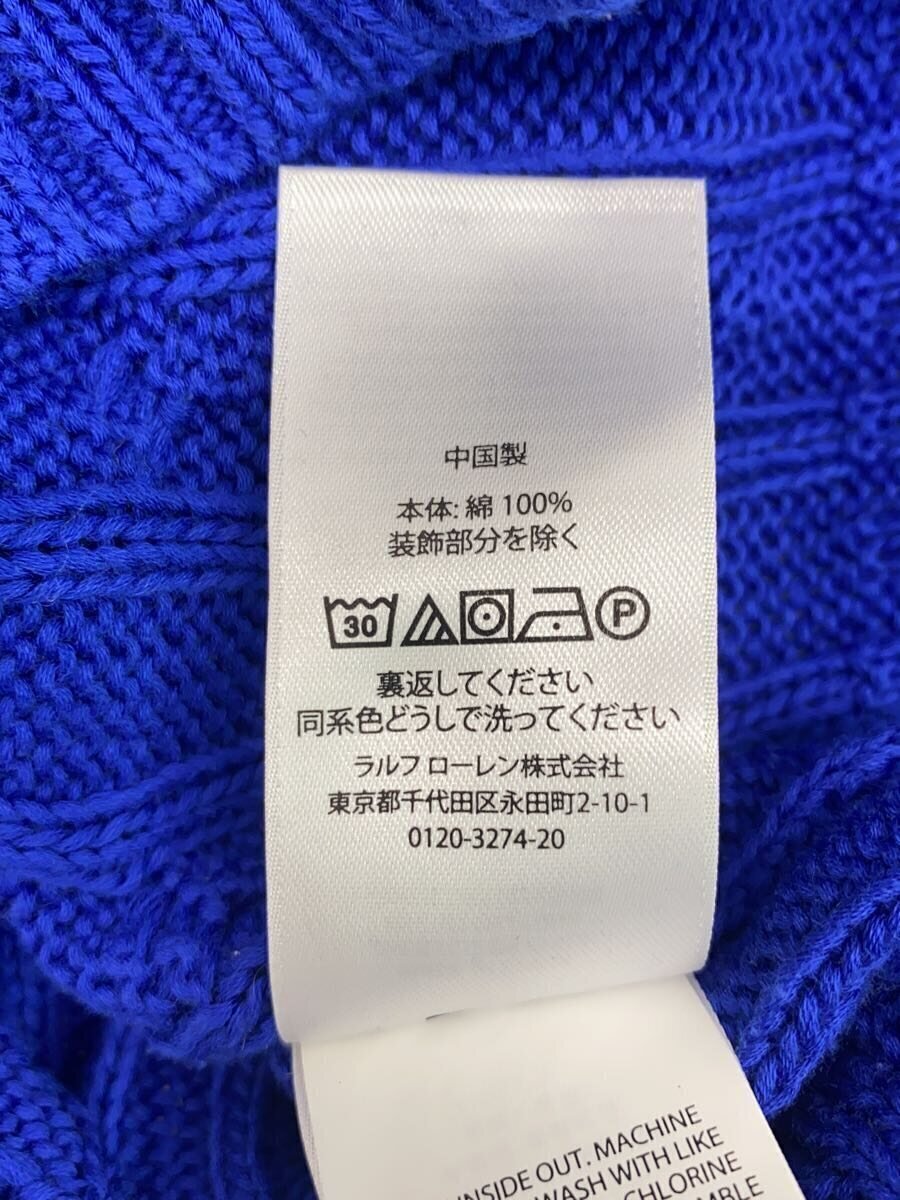 中国製
本体: 綿 100%
装飾部分を除く
30 P
裏返してください
同系色どうしで洗ってください
ラルフ ローレン株式会社
東京都千代田区永田町2-10-1
0120-3274-20
INSIDE OUT. MACHINE
WASH WITH LIKE
CHLORINE